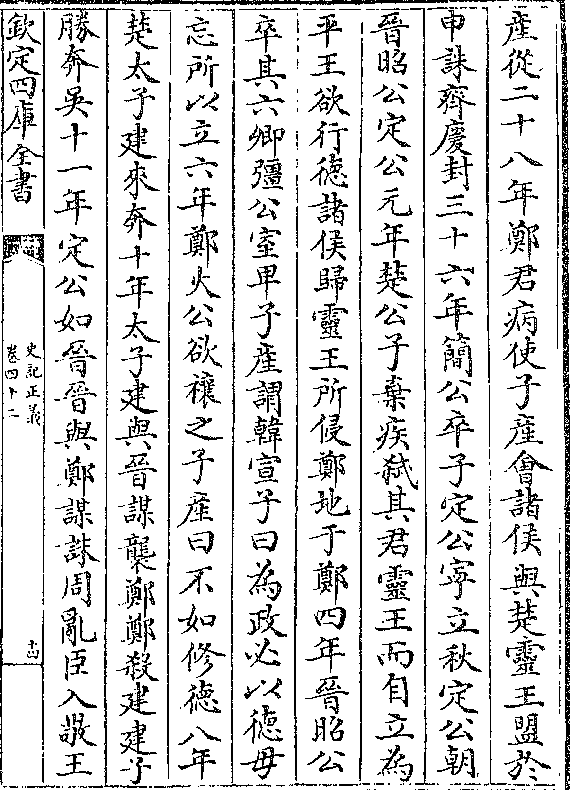 産從二十八年鄭君病使子産會諸侯與楚靈王盟於
申誅齊慶封三十六年簡公卒子定公寧立秋定公朝
晉昭公定公元年楚公子棄疾弑其君靈王而自立為
平王欲行德諸侯歸靈王所侵鄭地于鄭四年晉昭公
卒其六卿彊公室卑子産謂韓宣子曰為政必以德毋
忘所以立六年鄭火公欲禳之子産曰不如修德八年
楚太子建來奔十年太子建與晉謀襲鄭鄭殺建建子
勝奔吳十一年定公如晉晉與鄭謀誅周亂臣入敬王
欽定四庫全書
史記正義
卷四十二
十四